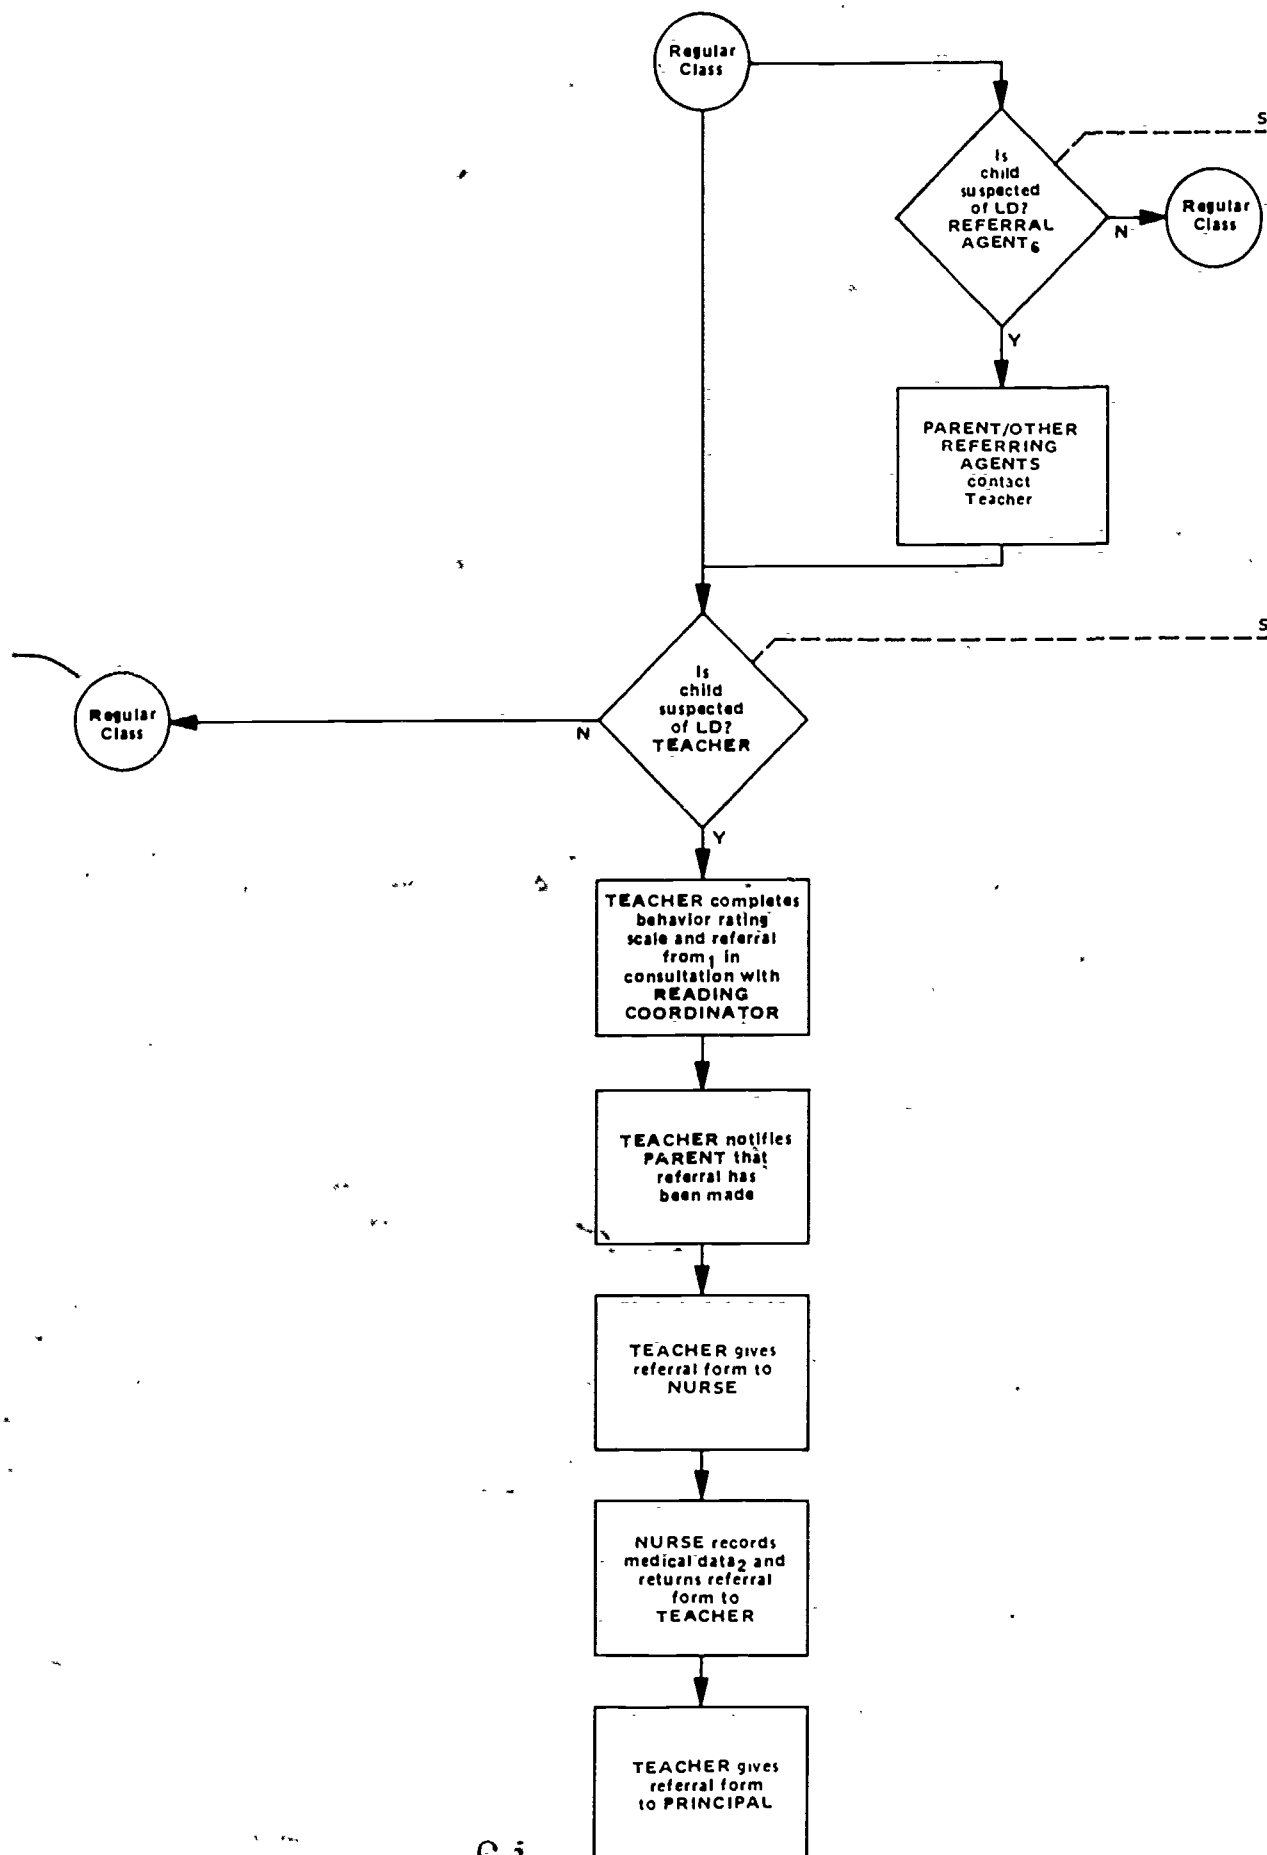 Regular
Class
S
Is
child
suspected
of LD?
REFERRAL
AGENT6
N
Regular
Class
Y
PARENT/OTHER
REFERRING
AGENTS
contact
Teacher
S
Is
child
suspected
of LD?
TEACHER
N
Regular
Class
Y
TEACHER completes
behavior rating
scale and referral
from1 in
consultation with
READING
COORDINATOR
TEACHER notifies
PARENT that
referral has
been made
TEACHER gives
referral form to
NURSE
NURSE records
medical data2 and
returns referral
form to
TEACHER
TEACHER gives
referral form
to PRINCIPAL